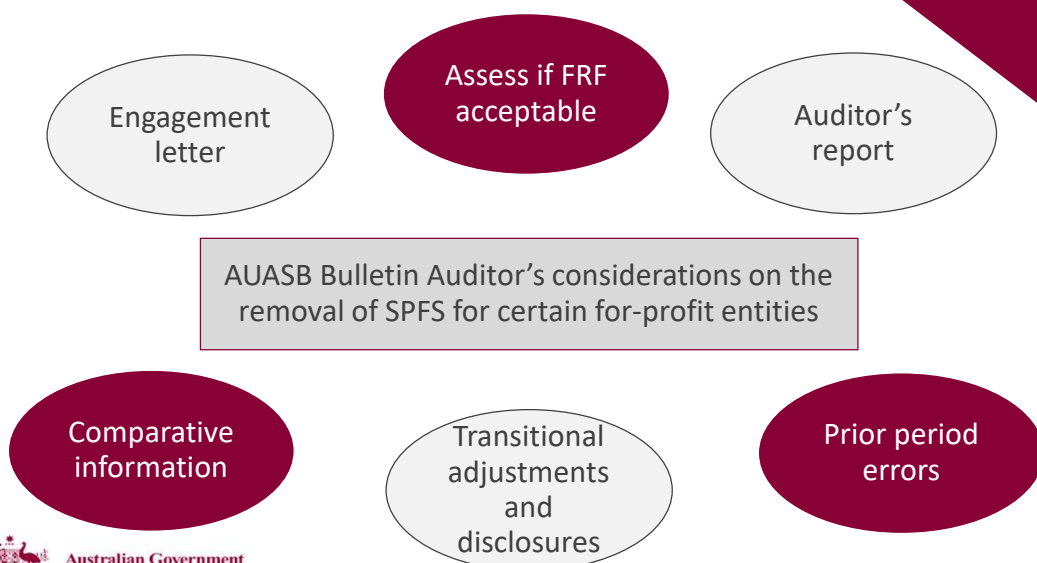 Engagement
letter
Assess if FRF
acceptable
Auditor's
report
AUASB Bulletin Auditor's considerations on the
removal of SPFS for certain for-profit entities
Comparative
information
Transitional
adjustments
and
disclosures
Prior period
errors
Australian Government